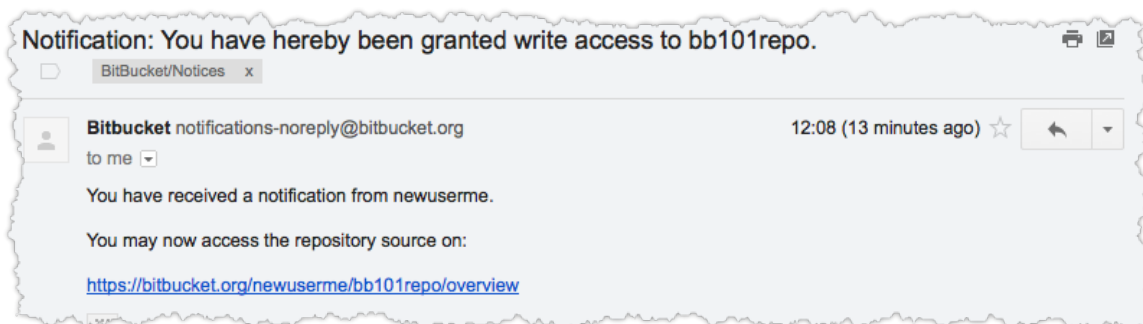 Notification: You have hereby been granted write access to bb101repo.
BitBucket/Notices x
Bitbucket notifications-noreply@bitbucket.org 12:08 (13 minutes ago)
to me
You have received a notification from newuserme.
You may now access the repository source on:
https://bitbucket.org/newuserme/bb101repo/overview